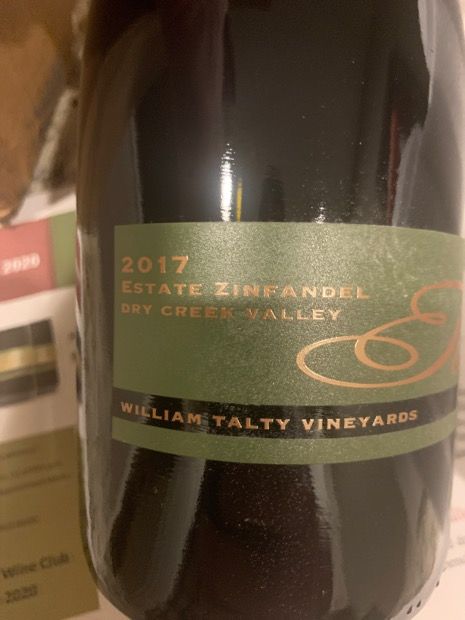 2017
ESTATE ZINFANDEL
DRY CREEK VALLEY
WILLIAM TALTY VINEYARDS
2020
Wine Club
2020